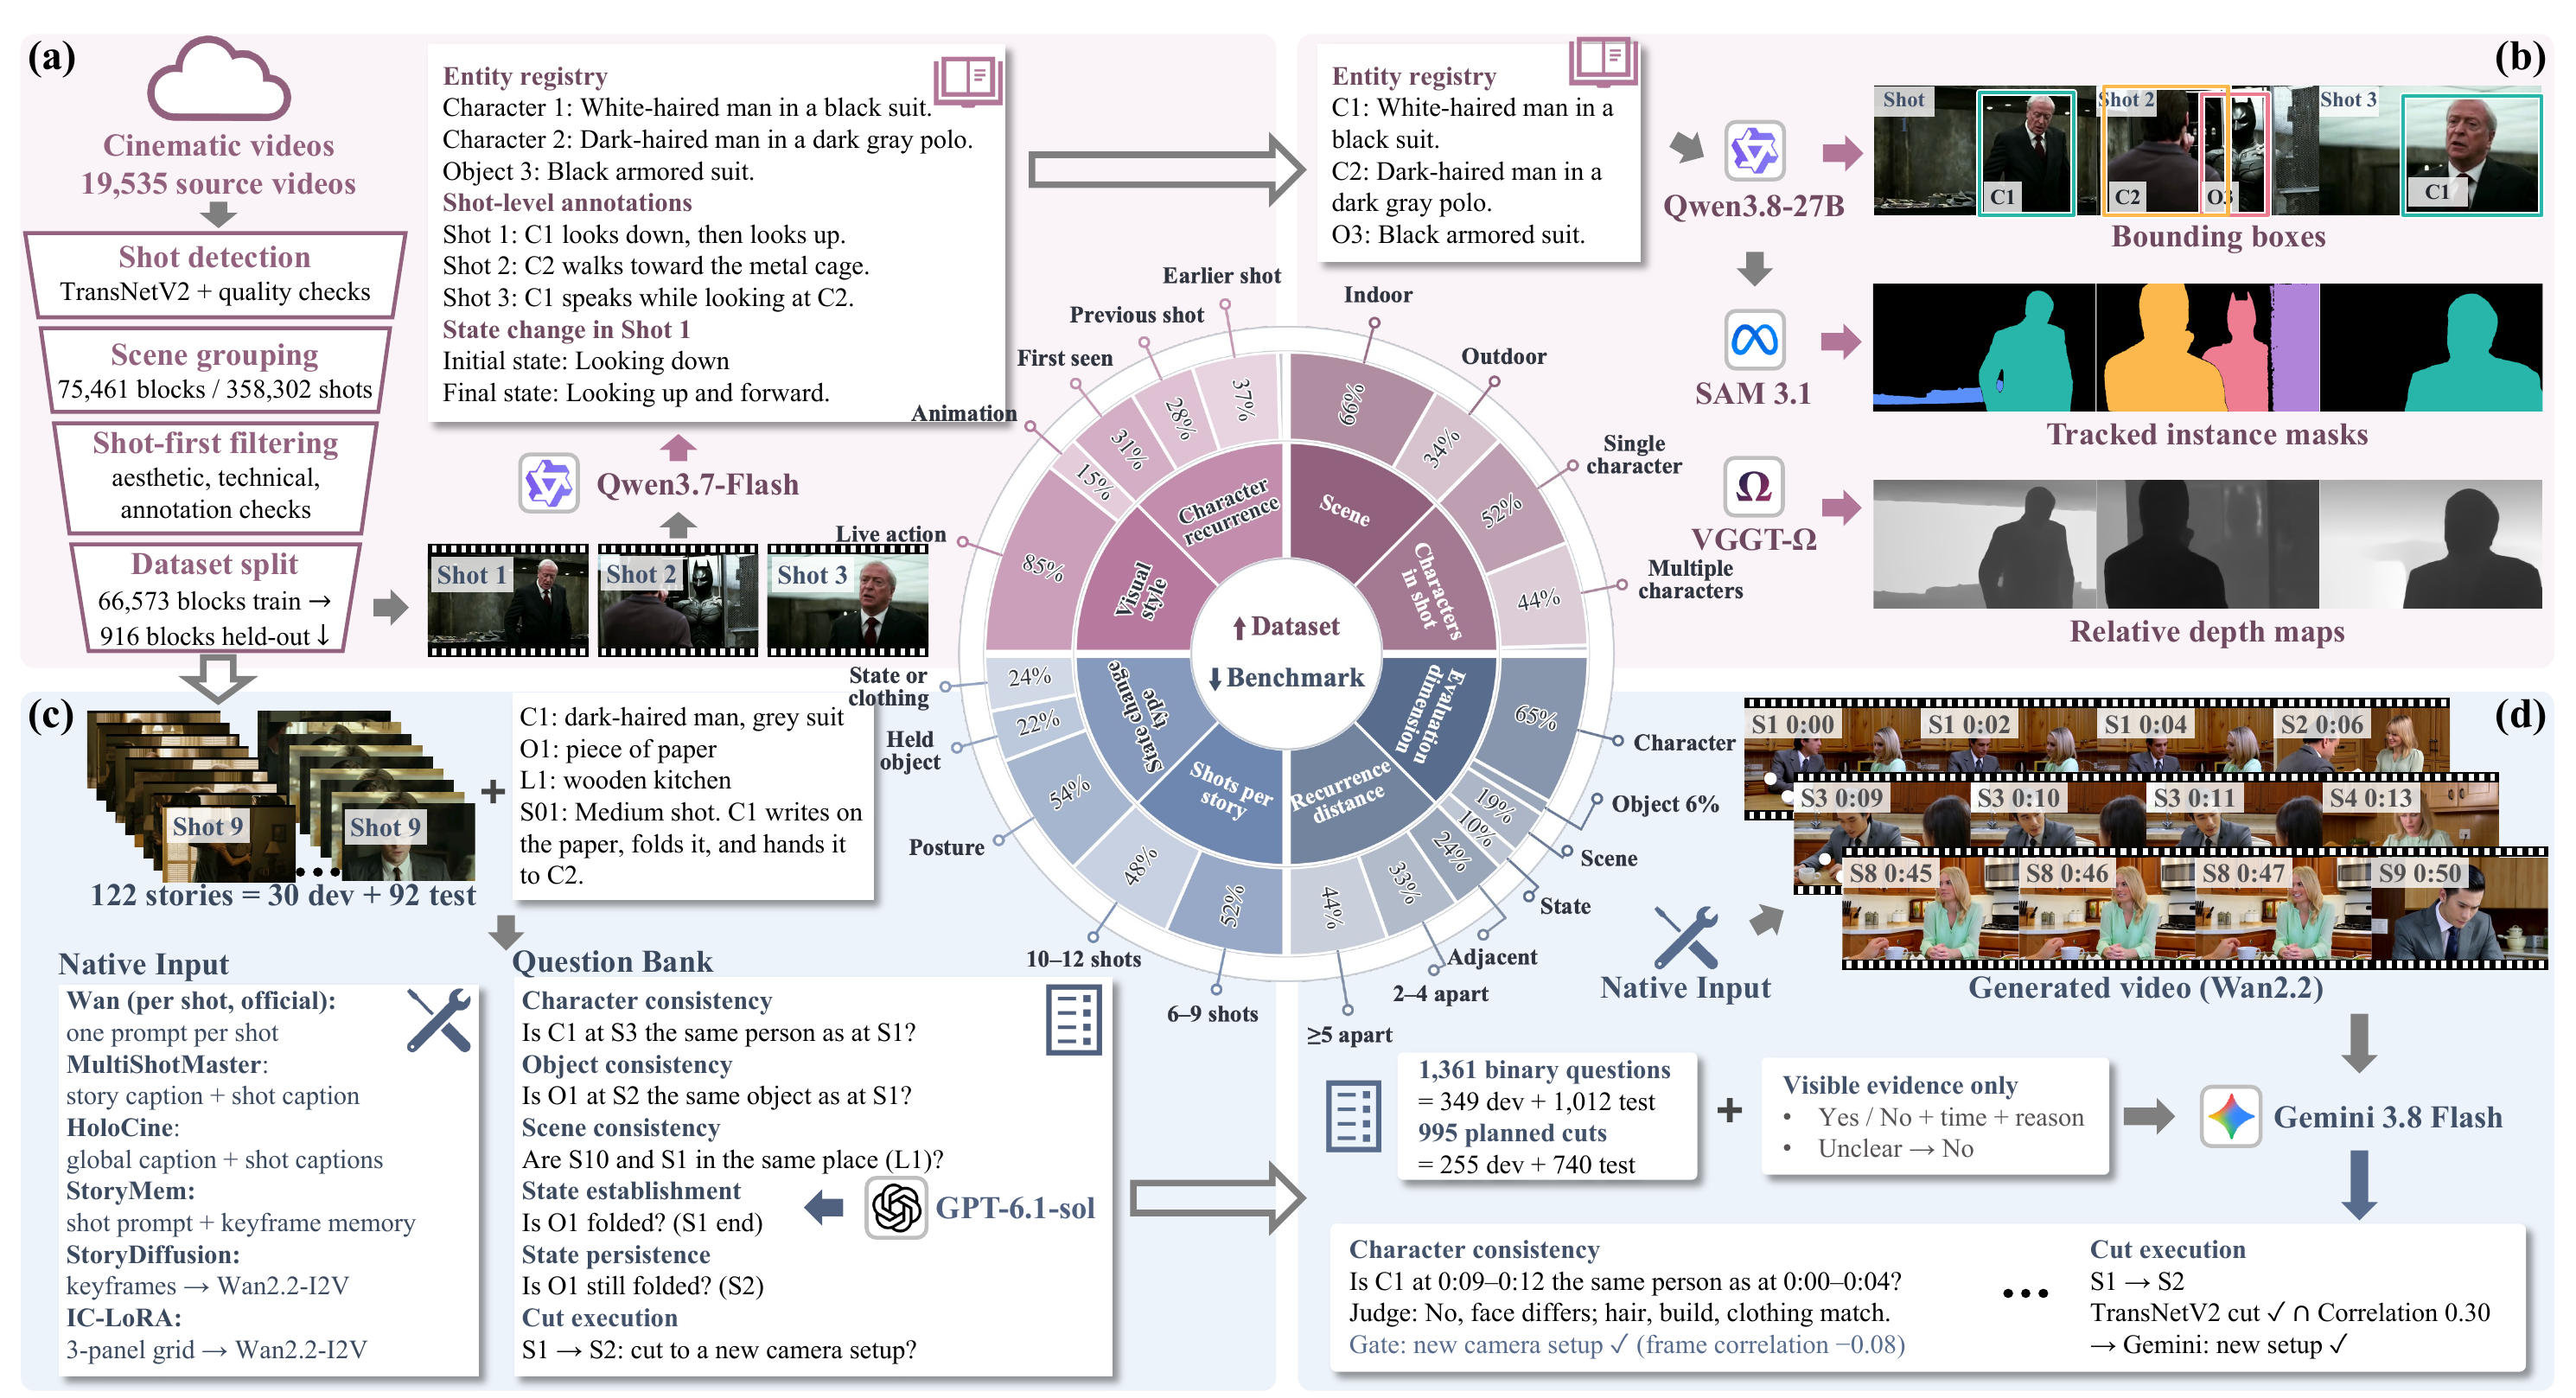 (a)
Cinematic videos
19,535 source videos
Shot detection
TransNetV2 + quality checks
Scene grouping
75,461 blocks / 358,302 shots
Shot-first filtering
aesthetic, technical,
annotation checks
Dataset split
66,573 blocks train →
916 blocks held-out ↓
Entity registry
Character 1: White-haired man in a black suit.
Character 2: Dark-haired man in a dark gray polo.
Object 3: Black armored suit.
Shot-level annotations
Shot 1: C1 looks down, then looks up.
Shot 2: C2 walks toward the metal cage.
Shot 3: C1 speaks while looking at C2.
State change in Shot 1
Initial state: Looking down
Final state: Looking up and forward.
Qwen3.7-Flash
Shot 1
Shot 2
Shot 3
(b)
Entity registry
C1: White-haired man in a
black suit.
C2: Dark-haired man in a
dark gray polo.
O3: Black armored suit.
Qwen3.8-27B
Shot
Shot 2
Shot 3
C1
C2
O3
C1
Bounding boxes
SAM 3.1
Tracked instance masks
Ω
VGGT-Ω
Relative depth maps
Earlier shot
Previous shot
First seen
Animation
Live action
Indoor
Outdoor
Single
character
Multiple
characters
37%
28%
31%
15%
85%
69%
34%
52%
44%
Character
recurrence
Visual
style
Scene
Characters
in shot
↑ Dataset
↓ Benchmark
State change
type
Shots per
story
Recurrence
distance
Evaluation
dimension
24%
22%
54%
48%
52%
44%
33%
24%
10%
19%
65%
State or
clothing
Held
object
Posture
10–12 shots
6–9 shots
≥5 apart
2–4 apart
Adjacent
State
Scene
Object 6%
Character
(c)
Shot 9
Shot 9
122 stories = 30 dev + 92 test
+
C1: dark-haired man, grey suit
O1: piece of paper
L1: wooden kitchen
S01: Medium shot. C1 writes on
the paper, folds it, and hands it
to C2.
Native Input
Wan (per shot, official):
one prompt per shot
MultiShotMaster:
story caption + shot caption
HoloCine:
global caption + shot captions
StoryMem:
shot prompt + keyframe memory
StoryDiffusion:
keyframes → Wan2.2-I2V
IC-LoRA:
3-panel grid → Wan2.2-I2V
Question Bank
Character consistency
Is C1 at S3 the same person as at S1?
Object consistency
Is O1 at S2 the same object as at S1?
Scene consistency
Are S10 and S1 in the same place (L1)?
State establishment
Is O1 folded? (S1 end)
State persistence
Is O1 still folded? (S2)
Cut execution
S1 → S2: cut to a new camera setup?
GPT-6.1-sol
(d)
S1 0:00
S1 0:02
S1 0:04
S2 0:06
S3 0:09
S3 0:10
S3 0:11
S4 0:13
S8 0:45
S8 0:46
S8 0:47
S9 0:50
Native Input
Generated video (Wan2.2)
1,361 binary questions
= 349 dev + 1,012 test
995 planned cuts
= 255 dev + 740 test
+
Visible evidence only
• Yes / No + time + reason
• Unclear → No
Gemini 3.8 Flash
Character consistency
Is C1 at 0:09–0:12 the same person as at 0:00–0:04?
Judge: No, face differs; hair, build, clothing match.
Gate: new camera setup ✓ (frame correlation −0.08)
•••
Cut execution
S1 → S2
TransNetV2 cut ✓ ∩ Correlation 0.30
→ Gemini: new setup ✓